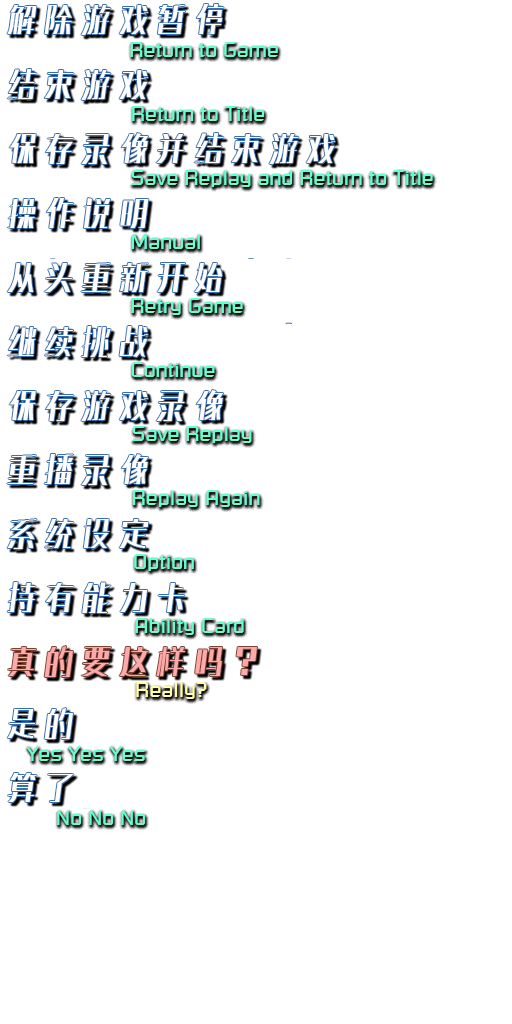 解除游戏暂停
Return to Game
结束游戏
Return to Title
保存录像并结束游戏
Save Replay and Return to Title
操作说明
Manual
从头重新开始
Retry Game
继续挑战
Continue
保存游戏录像
Save Replay
重播录像
Replay Again
系统设定
Option
持有能力卡
Ability Card
真的要这样吗？
Really?
是的
Yes Yes Yes
算了
No No No